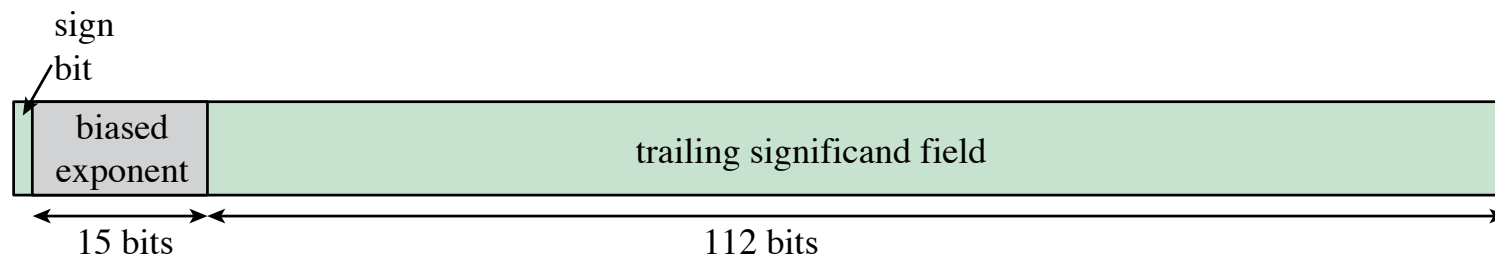 sign
bit
biased
exponent
trailing significand field
15 bits
112 bits